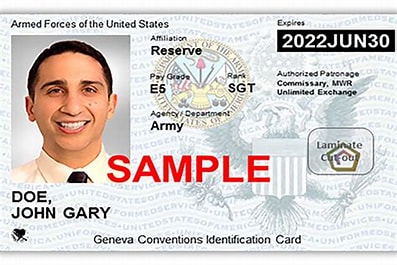 Armed Forces of the United States
Affiliation
Reserve
Expires
2022JUN30
Pay Grade Rank
E5 SGT
Authorized Patronage
Commissary, MWR
Unlimited Exchange
Agency / Department
Army
Laminate
Cut-out
SAMPLE
DOE,
JOHN GARY
Geneva Conventions Identification Card